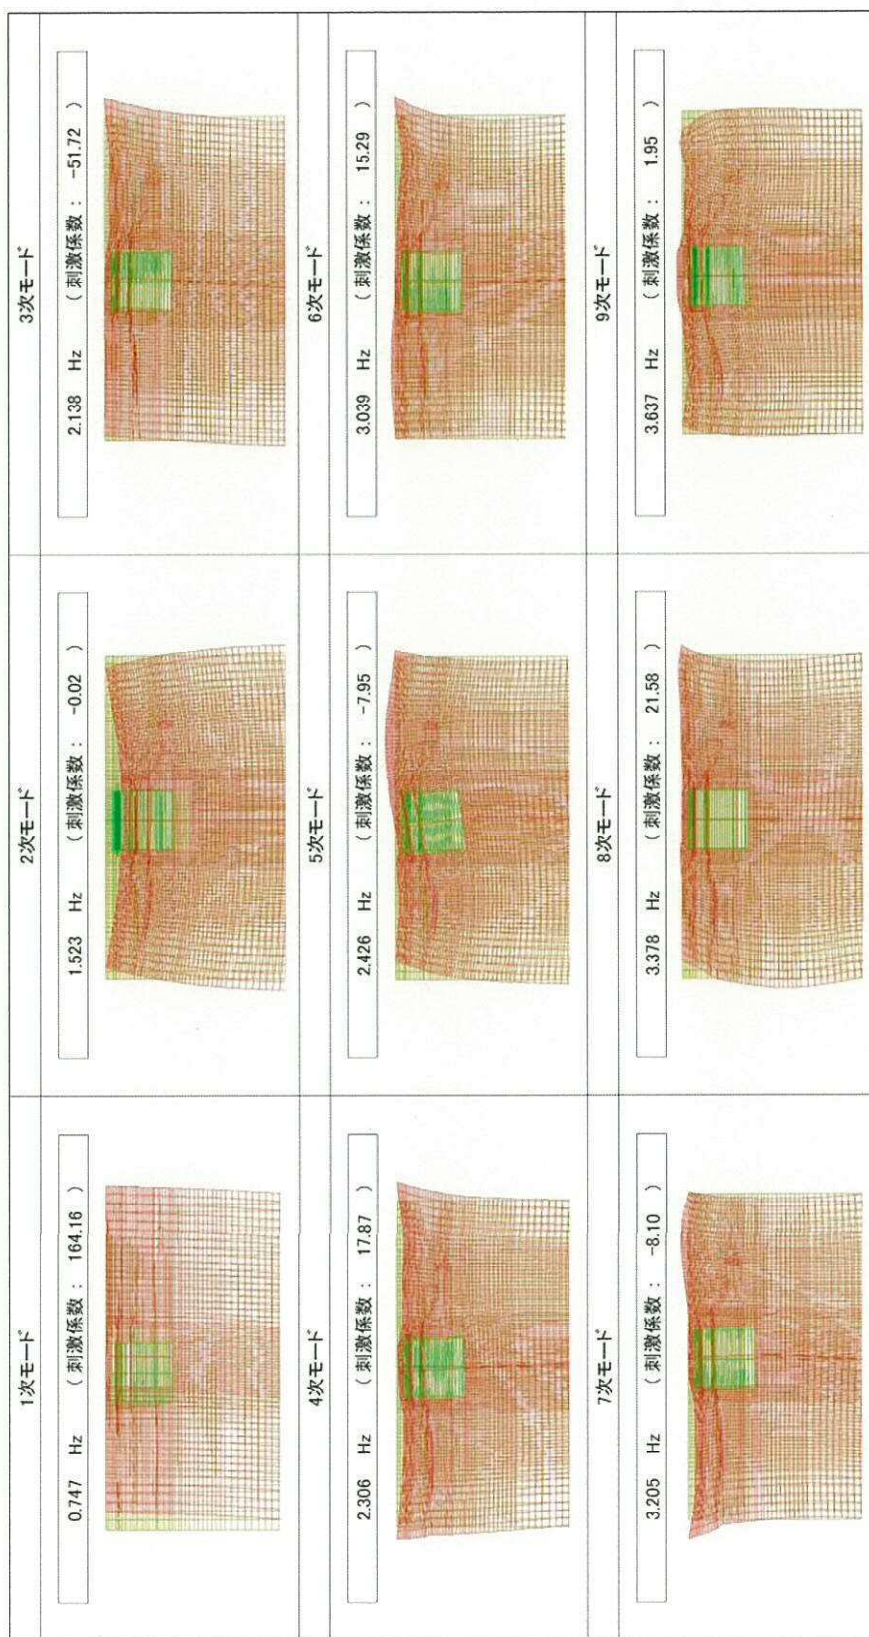 1次モード
0.747 Hz (刺激係数: 164.16 )
2次モード
1.523 Hz (刺激係数: -0.02 )
3次モード
2.138 Hz (刺激係数: -51.72 )
4次モード
2.306 Hz (刺激係数: 17.87 )
5次モード
2.426 Hz (刺激係数: -7.95 )
6次モード
3.039 Hz (刺激係数: 15.29 )
7次モード
3.205 Hz (刺激係数: -8.10 )
8次モード
3.378 Hz (刺激係数: 21.58 )
9次モード
3.637 Hz (刺激係数: 1.95 )